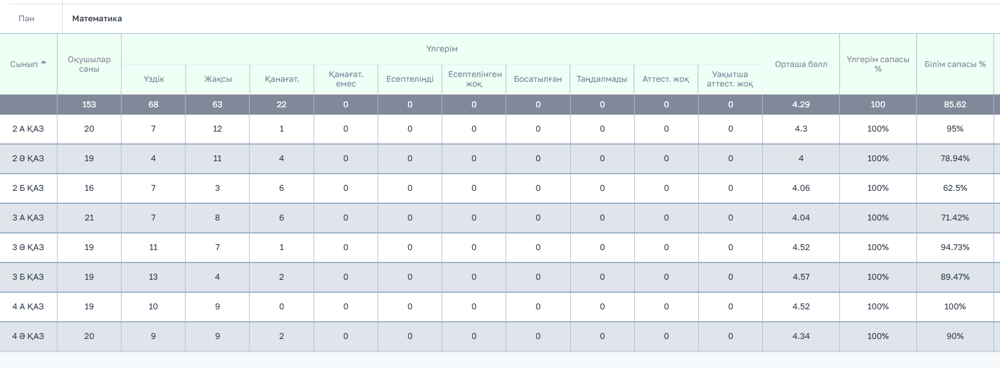 Пән Математика
Сынып Оқушылар саны Үлгерім Орташа балл Үлгерім сапасы % Білім сапасы %
Үздік Жақсы Қанағат. Қанағат. емес Есептелінді Есептелінген жоқ Босатылған Таңдалмады Аттест. жоқ Уақытша аттест. жоқ
153 68 63 22 0 0 0 0 0 0 0 4.29 100 85.62
2 А ҚАЗ 20 7 12 1 0 0 0 0 0 0 0 4.3 100% 95%
2 Ә ҚАЗ 19 4 11 4 0 0 0 0 0 0 0 4 100% 78.94%
2 Б ҚАЗ 16 7 3 6 0 0 0 0 0 0 0 4.06 100% 62.5%
3 А ҚАЗ 21 7 8 6 0 0 0 0 0 0 0 4.04 100% 71.42%
3 Ә ҚАЗ 19 11 7 1 0 0 0 0 0 0 0 4.52 100% 94.73%
3 Б ҚАЗ 19 13 4 2 0 0 0 0 0 0 0 4.57 100% 89.47%
4 А ҚАЗ 19 10 9 0 0 0 0 0 0 0 0 4.52 100% 100%
4 Ә ҚАЗ 20 9 9 2 0 0 0 0 0 0 0 4.34 100% 90%